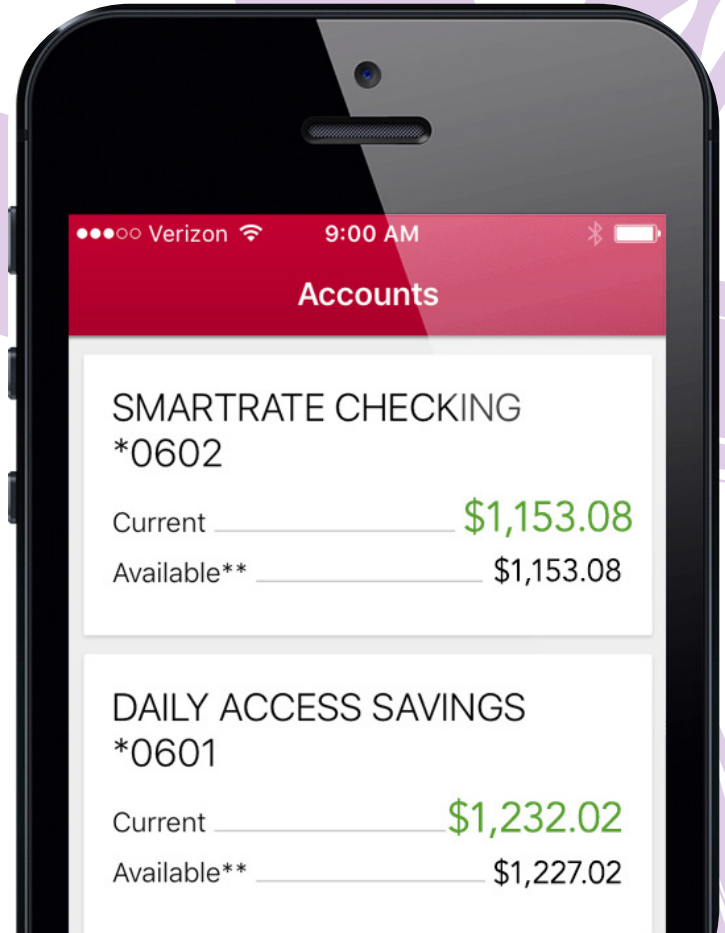 Verizon 9:00 AM
Accounts
SMARTRATE CHECKING
*0602
Current $1,153.08
Available** $1,153.08
DAILY ACCESS SAVINGS
*0601
Current $1,232.02
Available** $1,227.02